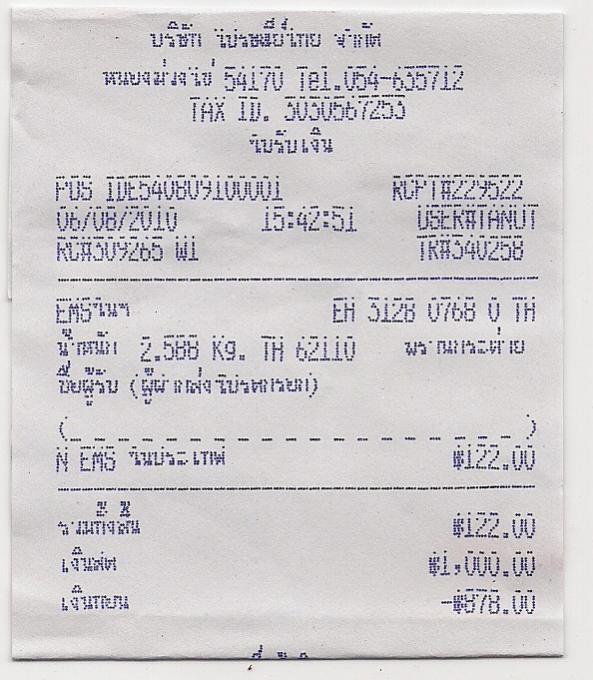 บริษัท ไปรษณีย์ไทย จำกัด
หนองม่วงไข่ 54170 Tel.054-635712
TAX ID. 3030567253
ใบรับเงิน
POS IDE540809100001 RCPT#229522
06/08/2010 15:42:51 USER#TANUT
RC#309265 W1 TR#340258
EMSในฯ EH 3128 0768 0 TH
น้ำหนัก 2.588 Kg. TH 62110 พรานกระต่าย
ชื่อผู้รับ (ผู้ฝากส่งโปรดกรอก)
( )
N EMS ในประเทศ ฿122.00
รวมทั้งสิ้น ฿122.00
เงินสด ฿1,000.00
เงินทอน -฿878.00